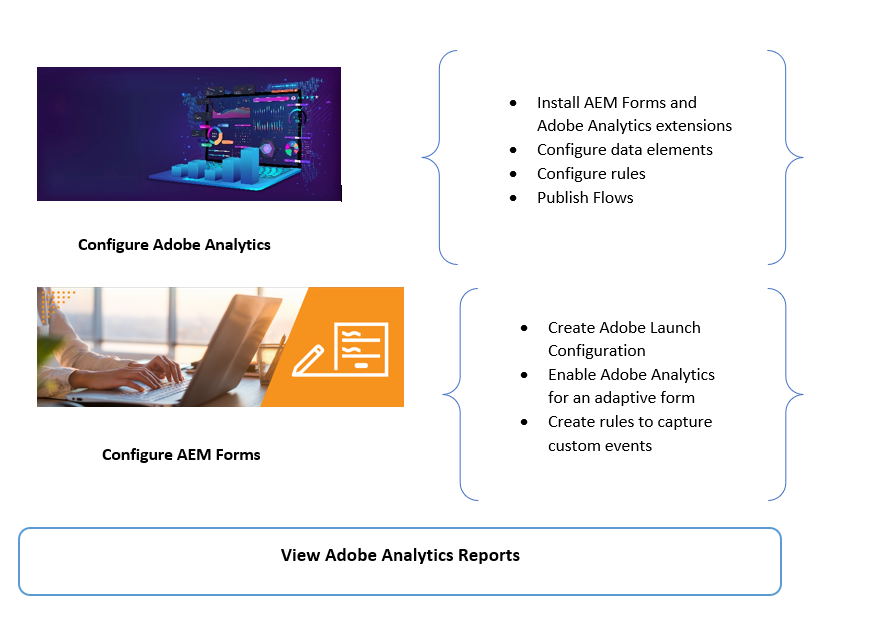 Install AEM Forms and
Adobe Analytics extensions
Configure data elements
Configure rules
Publish Flows
Configure Adobe Analytics
Create Adobe Launch
Configuration
Enable Adobe Analytics
for an adaptive form
Create rules to capture
custom events
Configure AEM Forms
View Adobe Analytics Reports